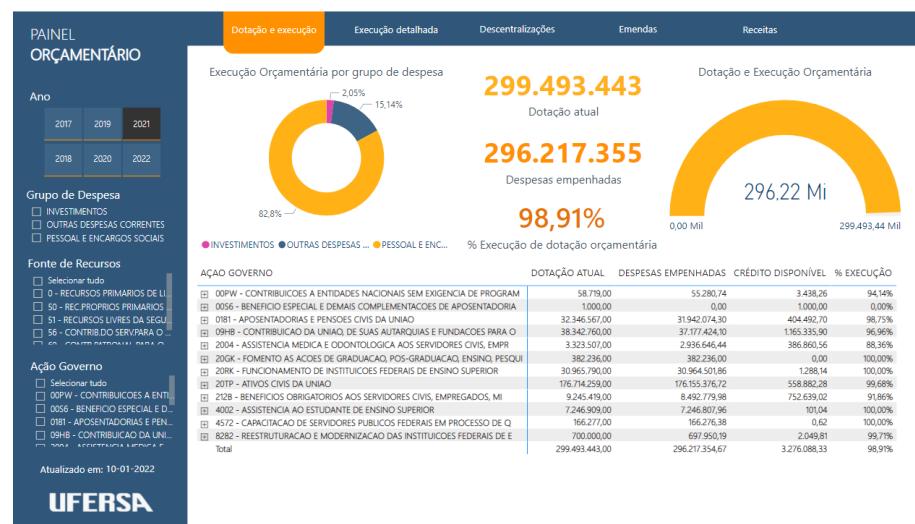 PAINEL
ORÇAMENTÁRIO
Ano
2017 2019 2021
2018 2020 2022
Grupo de Despesa
INVESTIMENTOS
OUTRAS DESPESAS CORRENTES
PESSOAL E ENCARGOS SOCIAIS
Fonte de Recursos
Selecionar tudo
0 - RECURSOS PRIMARIOS DE LI...
50 - REC.PROPRIOS PRIMARIOS ...
51 - RECURSOS LIVRES DA SEGU...
56 - CONTRIB.DO SERV.PARA O ...
Ação Governo
Selecionar tudo
00PW - CONTRIBUICOES A ENTI...
0056 - BENEFICIO ESPECIAL E D...
0181 - APOSENTADORIAS E PEN...
09HB - CONTRIBUICAO DA UNI...
Atualizado em: 10-01-2022
UFERSA
Dotação e execução Execução detalhada Descentralizações Emendas Receitas
Execução Orçamentária por grupo de despesa
2,05%
15,14%
82,8%
INVESTIMENTOS OUTRAS DESPESAS ... PESSOAL E ENC...
299.493.443
Dotação atual
296.217.355
Despesas empenhadas
98,91%
% Execução de dotação orçamentária
Dotação e Execução Orçamentária
296,22 Mi
0,00 Mil 299.493,44 Mil
AÇAO GOVERNO DOTAÇÃO ATUAL DESPESAS EMPENHADAS CRÉDITO DISPONÍVEL % EXECUÇÃO
00PW - CONTRIBUICOES A ENTIDADES NACIONAIS SEM EXIGENCIA DE PROGRAM 58.719,00 55.280,74 3.438,26 94,14%
0056 - BENEFICIO ESPECIAL E DEMAIS COMPLEMENTACOES DE APOSENTADORIA 1.000,00 0,00 1.000,00 0,00%
0181 - APOSENTADORIAS E PENSOES CIVIS DA UNIAO 32.346.567,00 31.942.074,30 404.492,70 98,75%
09HB - CONTRIBUICAO DA UNIAO, DE SUAS AUTARQUIAS E FUNDACOES PARA O 38.342.760,00 37.177.424,10 1.165.335,90 96,96%
2004 - ASSISTENCIA MEDICA E ODONTOLOGICA AOS SERVIDORES CIVIS, EMPR 3.323.507,00 2.936.646,44 386.860,56 88,36%
20GK - FOMENTO AS ACOES DE GRADUACAO, POS-GRADUACAO, ENSINO, PESQUI 382.236,00 382.236,00 0,00 100,00%
20RK - FUNCIONAMENTO DE INSTITUICOES FEDERAIS DE ENSINO SUPERIOR 30.965.790,00 30.964.501,86 1.288,14 100,00%
20TP - ATIVOS CIVIS DA UNIAO 176.714.259,00 176.155.376,72 558.882,28 99,68%
212B - BENEFICIOS OBRIGATORIOS AOS SERVIDORES CIVIS, EMPREGADOS, MI 9.245.419,00 8.492.779,98 752.639,02 91,86%
4002 - ASSISTENCIA AO ESTUDANTE DE ENSINO SUPERIOR 7.246.909,00 7.246.807,96 101,04 100,00%
4572 - CAPACITACAO DE SERVIDORES PUBLICOS FEDERAIS EM PROCESSO DE Q 166.277,00 166.276,38 0,62 100,00%
8282 - REESTRUTURACAO E MODERNIZACAO DAS INSTITUICOES FEDERAIS DE E 700.000,00 697.950,19 2.049,81 99,71%
Total 299.493.443,00 296.217.354,67 3.276.088,33 98,91%